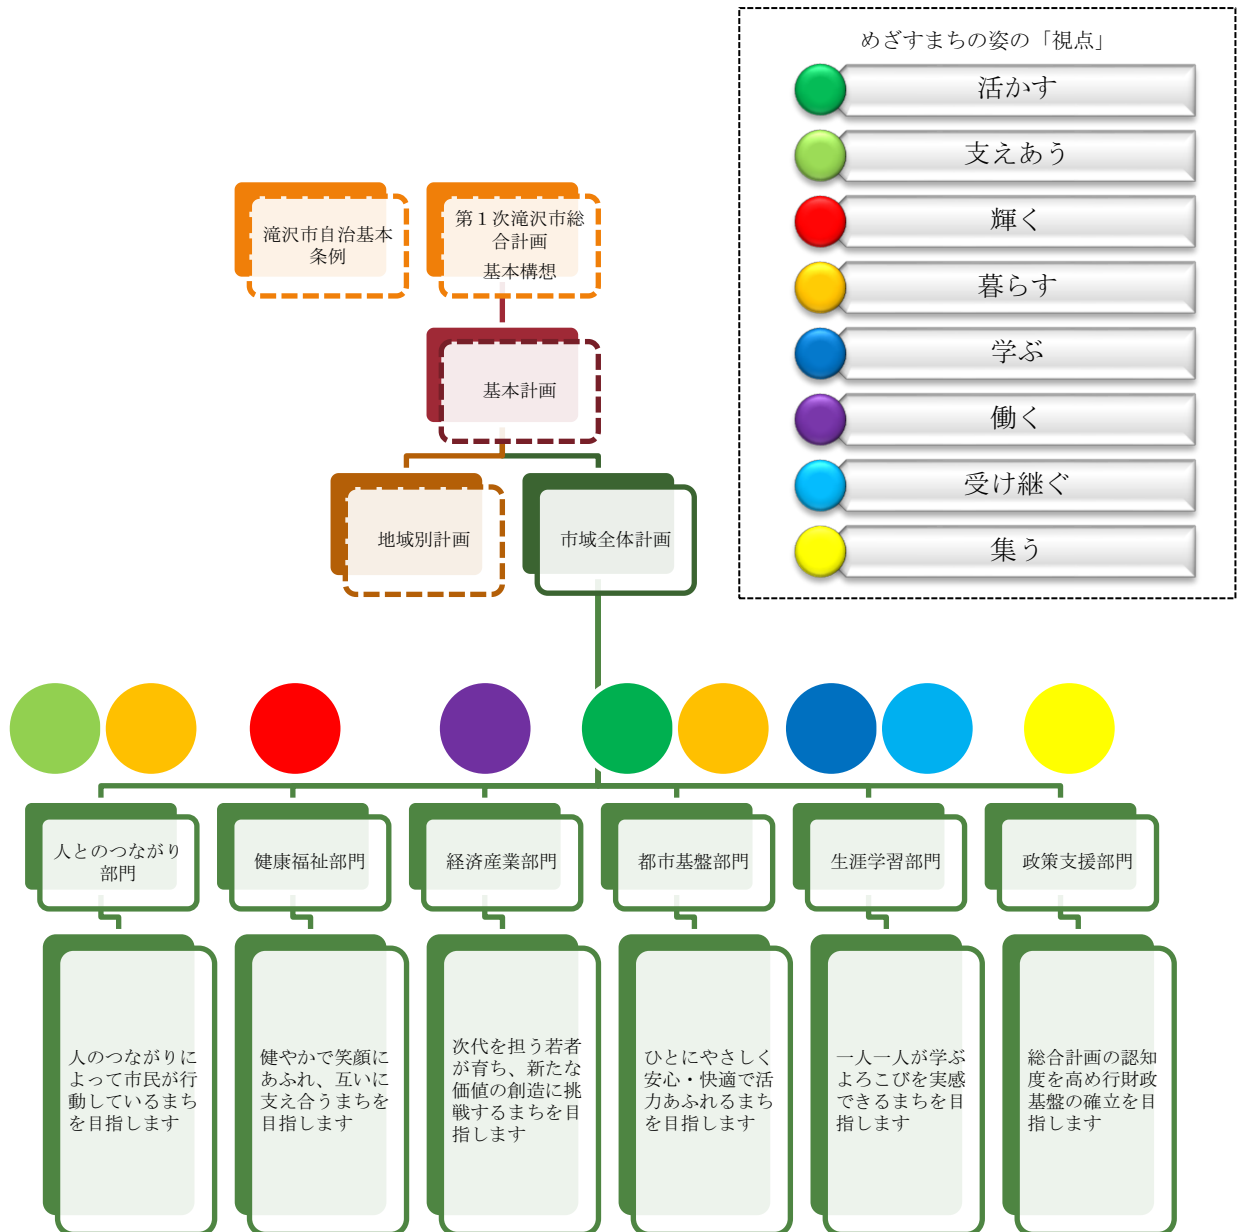 めざすまちの姿の「視点」
活かす
支えあう
輝く
暮らす
学ぶ
働く
受け継ぐ
集う
滝沢市自治基本
条例
第１次滝沢市総
合計画
基本構想
基本計画
地域別計画
市域全体計画
人とのつながり
部門
健康福祉部門
経済産業部門
都市基盤部門
生涯学習部門
政策支援部門
人のつながりに
よって市民が行
動しているまち
を目指します
健やかで笑顔に
あふれ、互いに
支え合うまちを
目指します
次代を担う若者
が育ち、新たな
価値の創造に挑
戦するまちを目
指します
ひとにやさしく
安心・快適で活
力あふれるまち
を目指します
一人一人が学ぶ
よろこびを実感
できるまちを目
指します
総合計画の認知
度を高め行財政
基盤の確立を目
指します